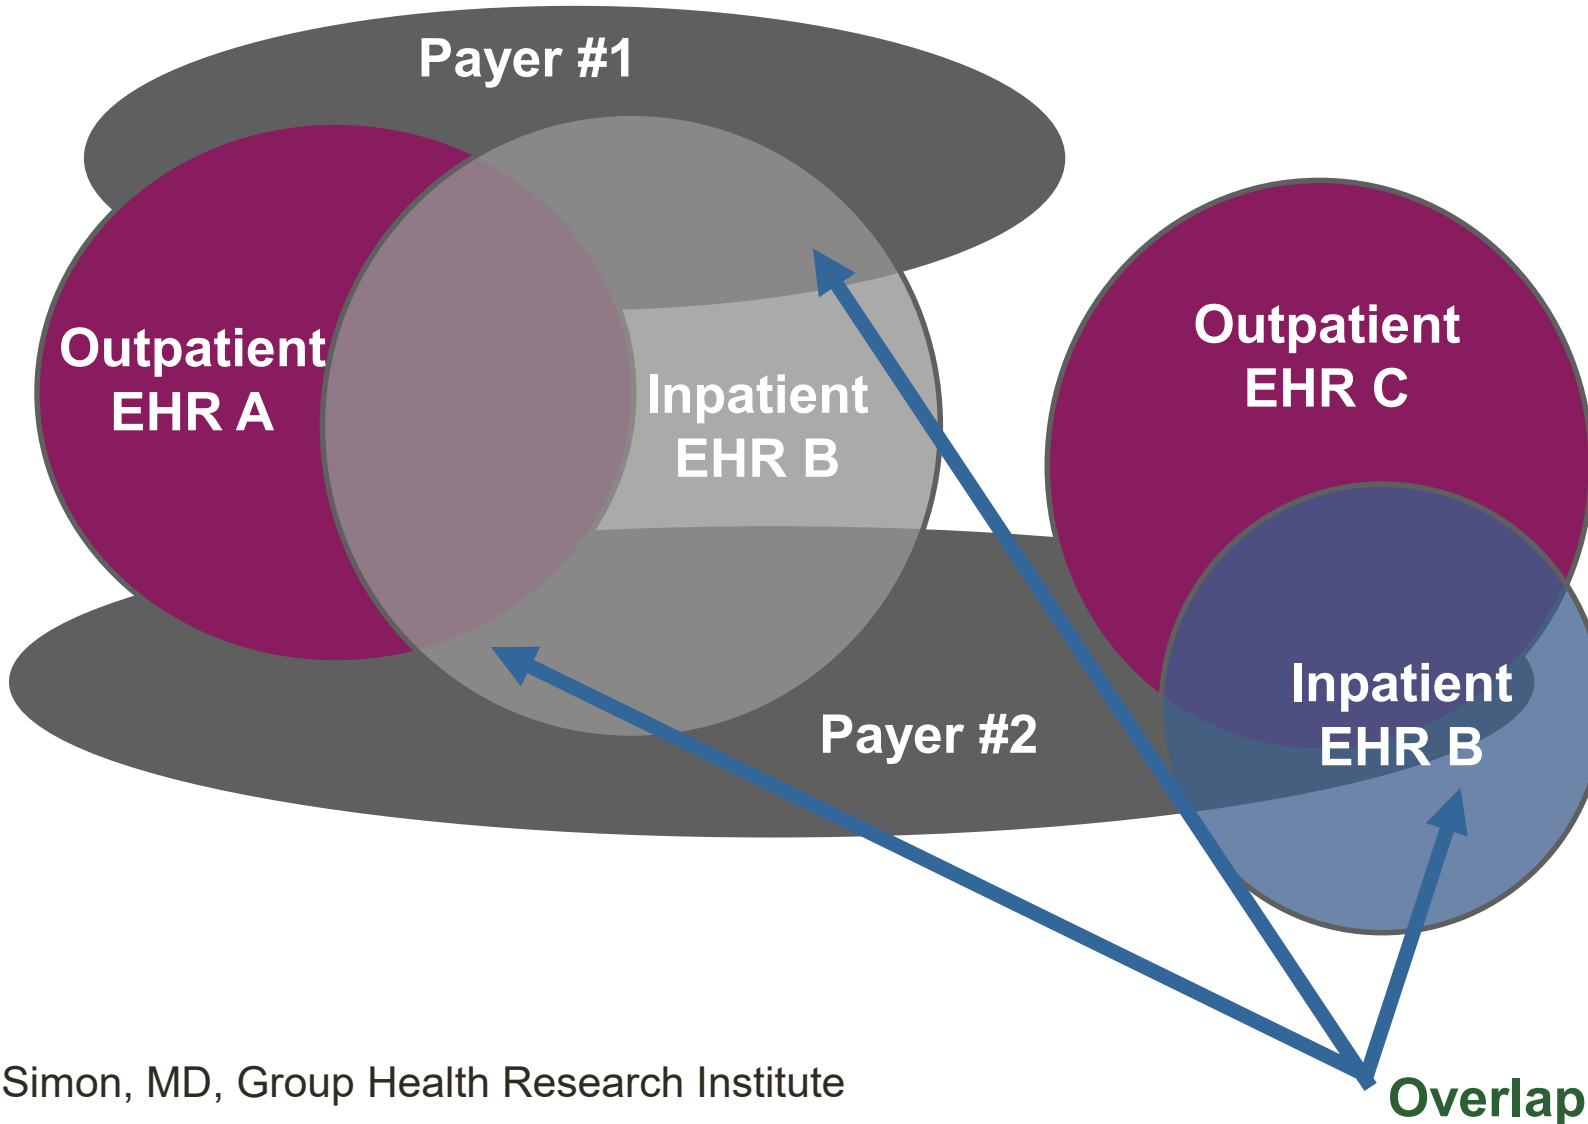 Payer #1
Outpatient
EHR A
Inpatient
EHR B
Outpatient
EHR C
Inpatient
EHR B
Payer #2
Simon, MD, Group Health Research Institute
Overlap